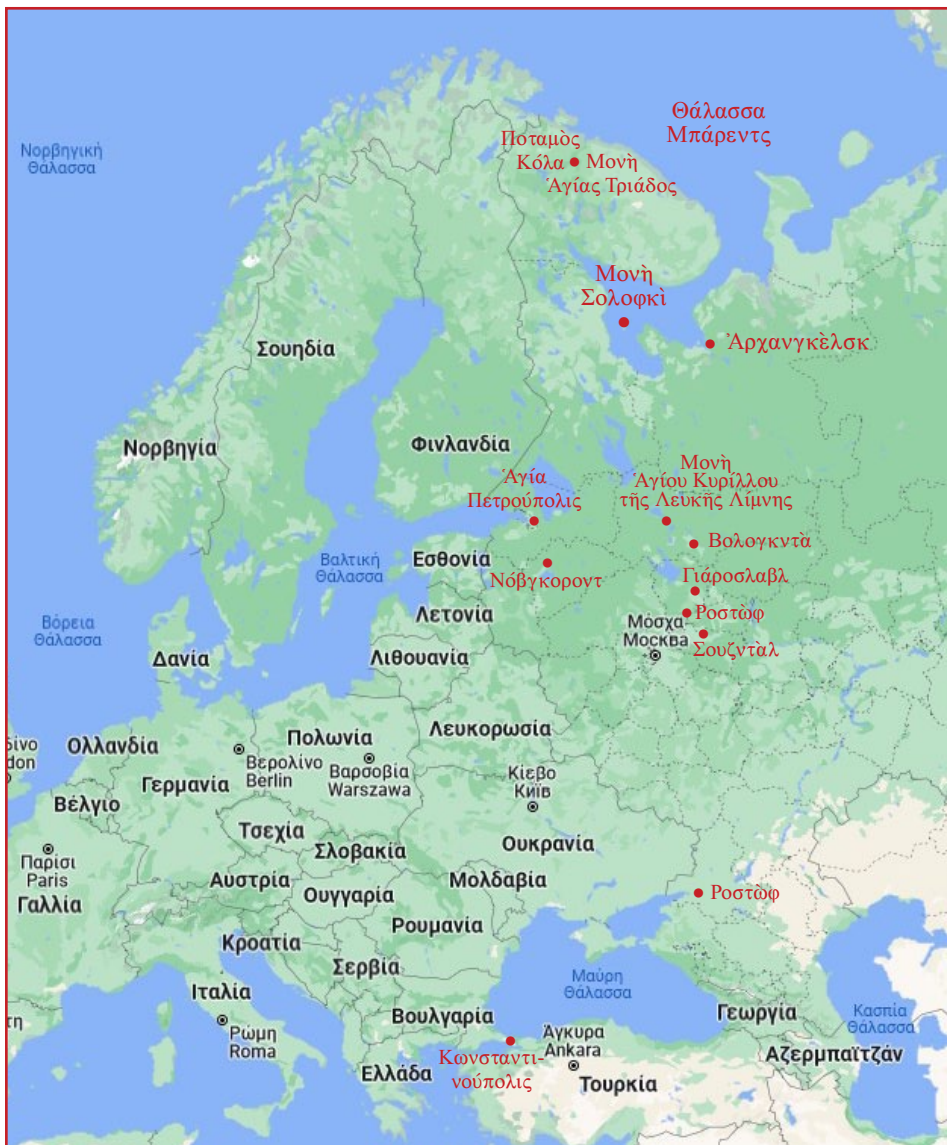 Θάλασσα
Μπάρεντς
Ποταμὸς
Κόλα
Μονὴ
Ἁγίας Τριάδος
Νορβηγική
Θάλασσα
Μονὴ
Σολοφκὶ
Ἀρχανγκὲλσκ
Σουηδία
Νορβηγία
Φινλανδία
Ἁγία
Πετρούπολις
Μονὴ
Ἁγίου Κυρίλλου
τῆς Λευκῆς Λίμνης
Βολογκντὰ
Βαλτική
Θάλασσα
Εσθονία
Νόβγκοροντ
Γιάροσλαβλ
Ροστὼφ
Λετονία
Βόρεια
Θάλασσα
Μόσχα
Москва
Σουζντὰλ
Δανία
Λιθουανία
Λευκορωσία
Ολλανδία
Πολωνία
δίνο
don
Βερολίνο
Berlin
Βαρσοβία
Warszawa
Γερμανία
Κίεβο
Київ
Βέλγιο
Τσεχία
Σλοβακία
Ουκρανία
Παρίσι
Paris
Αυστρία
Ουγγαρία
Μολδαβία
Ροστὼφ
Γαλλία
Ρουμανία
Κροατία
Σερβία
Ιταλία
Μαύρη
Θάλασσα
Βουλγαρία
Γεωργία
Κασπία
Θάλασσα
τη
Ρώμη
Roma
Άγκυρα
Ankara
Κωνσταντι-
νούπολις
Ελλάδα
Τουρκία
Αζερμπαϊτζάν